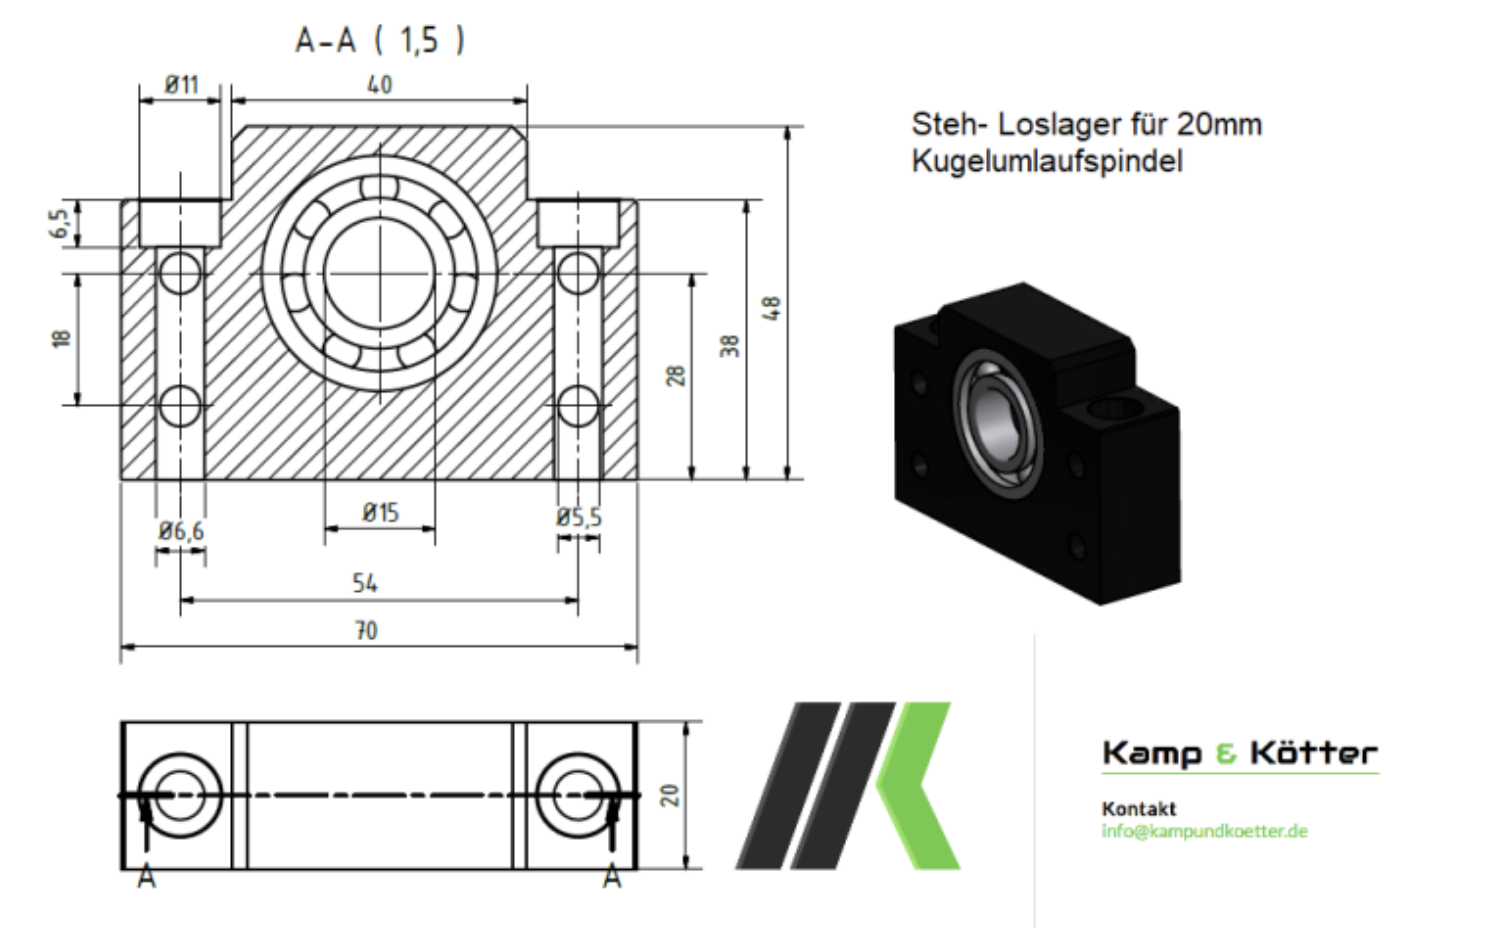 A-A ( 1,5 )
Ø11
40
Steh- Loslager für 20mm
Kugelumlaufspindel
6,5
18
28
38
48
Ø6,6
Ø15
Ø5,5
54
70
20
A
A
Kamp & Kötter
Kontakt
info@kampundkoetter.de